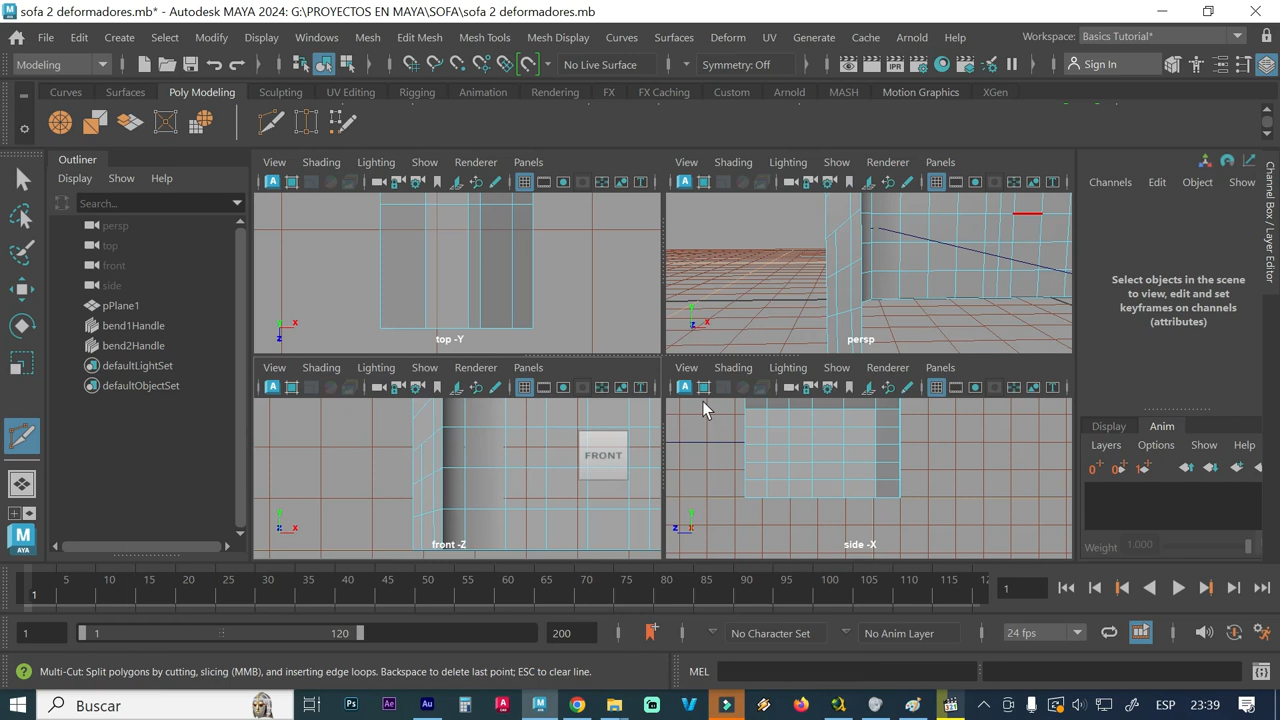 sofa 2 deformadores.mb* - Autodesk MAYA 2024: G:\PROYECTOS EN MAYA\SOFA\sofa 2 deformadores.mb
File Edit Create Select Modify Display Windows Mesh Edit Mesh Mesh Tools Mesh Display Curves Surfaces Deform UV Generate Cache Arnold Help Workspace: Basics Tutorial*
Modeling No Live Surface Symmetry: Off IPR Sign In
Curves Surfaces Poly Modeling Sculpting UV Editing Rigging Animation Rendering FX FX Caching Custom Arnold MASH Motion Graphics XGen
Outliner
Display Show Help
Search...
persp
top
front
side
pPlane1
bend1Handle
bend2Handle
defaultLightSet
defaultObjectSet
View Shading Lighting Show Renderer Panels
top -Y
View Shading Lighting Show Renderer Panels
persp
View Shading Lighting Show Renderer Panels
FRONT
front -Z
View Shading Lighting Show Renderer Panels
side -X
Channels Edit Object Show
Select objects in the scene
to view, edit and set
keyframes on channels
(attributes)
Channel Box / Layer Editor
Display Anim
Layers Options Show Help
Weight 1.000
5 10 15 20 25 30 35 40 45 50 55 60 65 70 75 80 85 90 95 100 105 110 115 12
1 1
1 1 120 200 No Character Set No Anim Layer 24 fps
Multi-Cut: Split polygons by cutting, slicing (MMB), and inserting edge loops. Backspace to delete last point; ESC to clear line. MEL
Buscar ESP 23:39